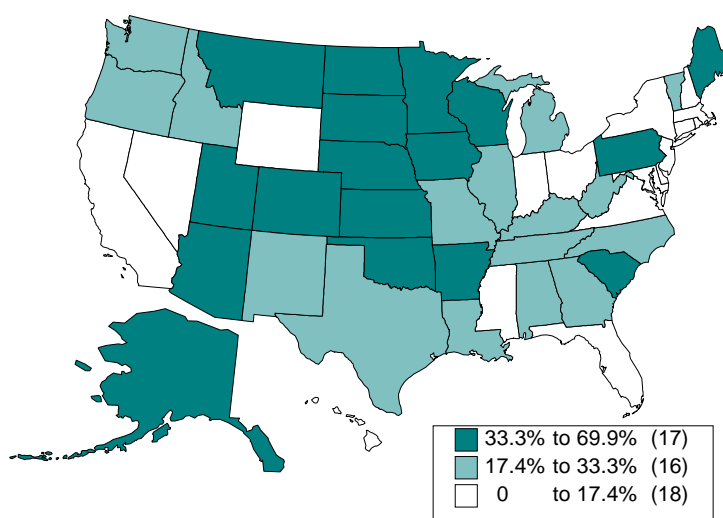 33.3% to 69.9% (17)
17.4% to 33.3% (16)
0 to 17.4% (18)